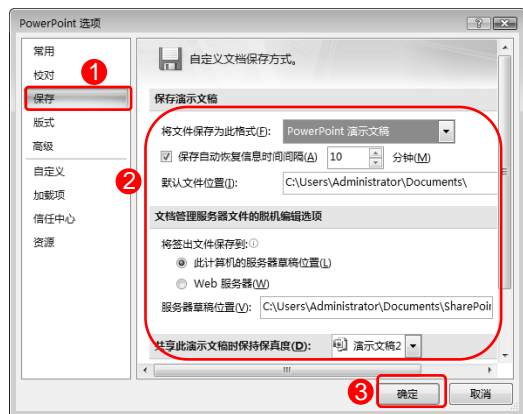 PowerPoint 选项
常用
校对
保存
版式
高级
自定义
加载项
信任中心
资源
1
2
3
自定义文档保存方式。
保存演示文稿
将文件保存为此格式(F): PowerPoint 演示文稿
保存自动恢复信息时间间隔(A) 10 分钟(M)
默认文件位置(I): C:\Users\Administrator\Documents\
文档管理服务器文件的脱机编辑选项
将签出文件保存到:
此计算机的服务器草稿位置(L)
Web 服务器(W)
服务器草稿位置(V): C:\Users\Administrator\Documents\SharePoin
共享此演示文稿时保持保真度(D): 演示文稿2
确定
取消